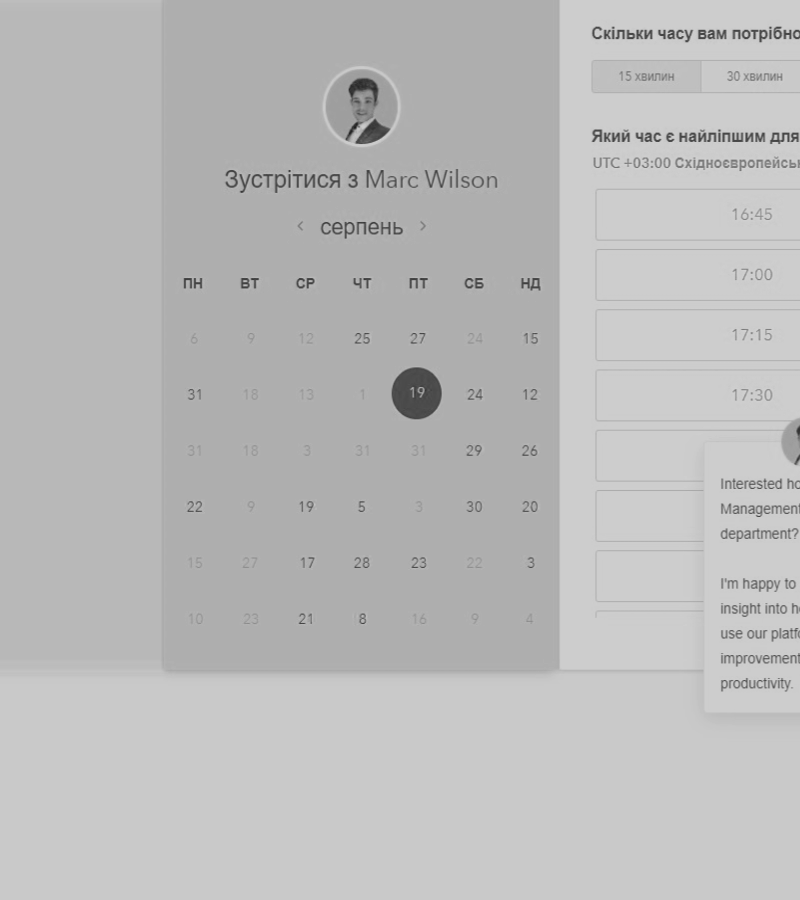 Зустрітися з Marc Wilson
‹ серпень ›
ПН ВТ СР ЧТ ПТ СБ НД
6 9 12 25 27 24 15
31 18 13 1 19 24 12
31 18 3 31 31 29 26
22 9 19 5 3 30 20
15 27 17 28 23 22 3
10 23 21 8 16 9 4
Скільки часу вам потрібно
15 хвилин 30 хвилин
Який час є найліпшим для
UTC +03:00 Східноєвропейсь
16:45
17:00
17:15
17:30
Interested ho
Management
department?
I'm happy to
insight into h
use our platfo
improvement
productivity.